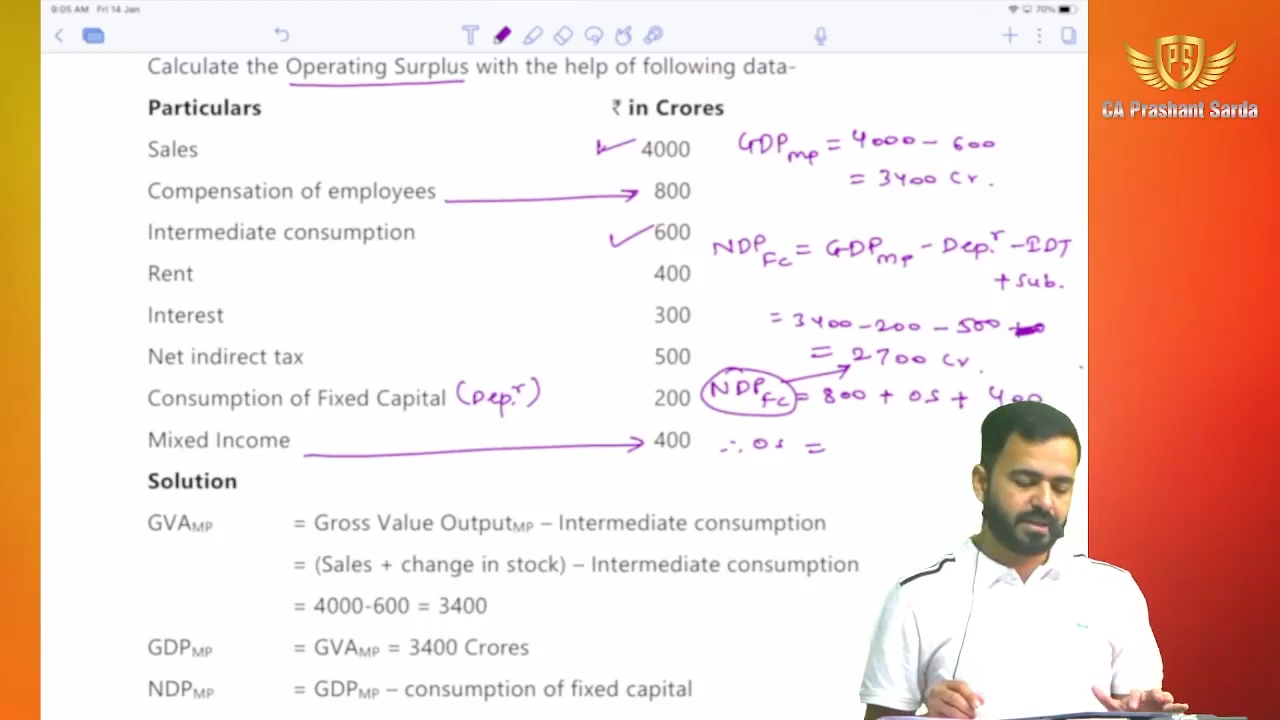 9:05 AM Fri 14 Jan
70%
PS
CA Prashant Sarda
Calculate the Operating Surplus with the help of following data-
Particulars ₹ in Crores
Sales 4000
Compensation of employees 800
Intermediate consumption 600
Rent 400
Interest 300
Net indirect tax 500
Consumption of Fixed Capital (Depr) 200
Mixed Income 400
GDPMP = 4000 - 600
= 3400 Cr.
NDPFC = GDPMP - Depr - IDT
+ Sub.
= 3400 - 200 - 500
= 2700 Cr.
NDPFC = 800 + OS + 400
∴ OS =
Solution
GVAMP = Gross Value OutputMP – Intermediate consumption
= (Sales + change in stock) – Intermediate consumption
= 4000-600 = 3400
GDPMP = GVAMP = 3400 Crores
NDPMP = GDPMP – consumption of fixed capital